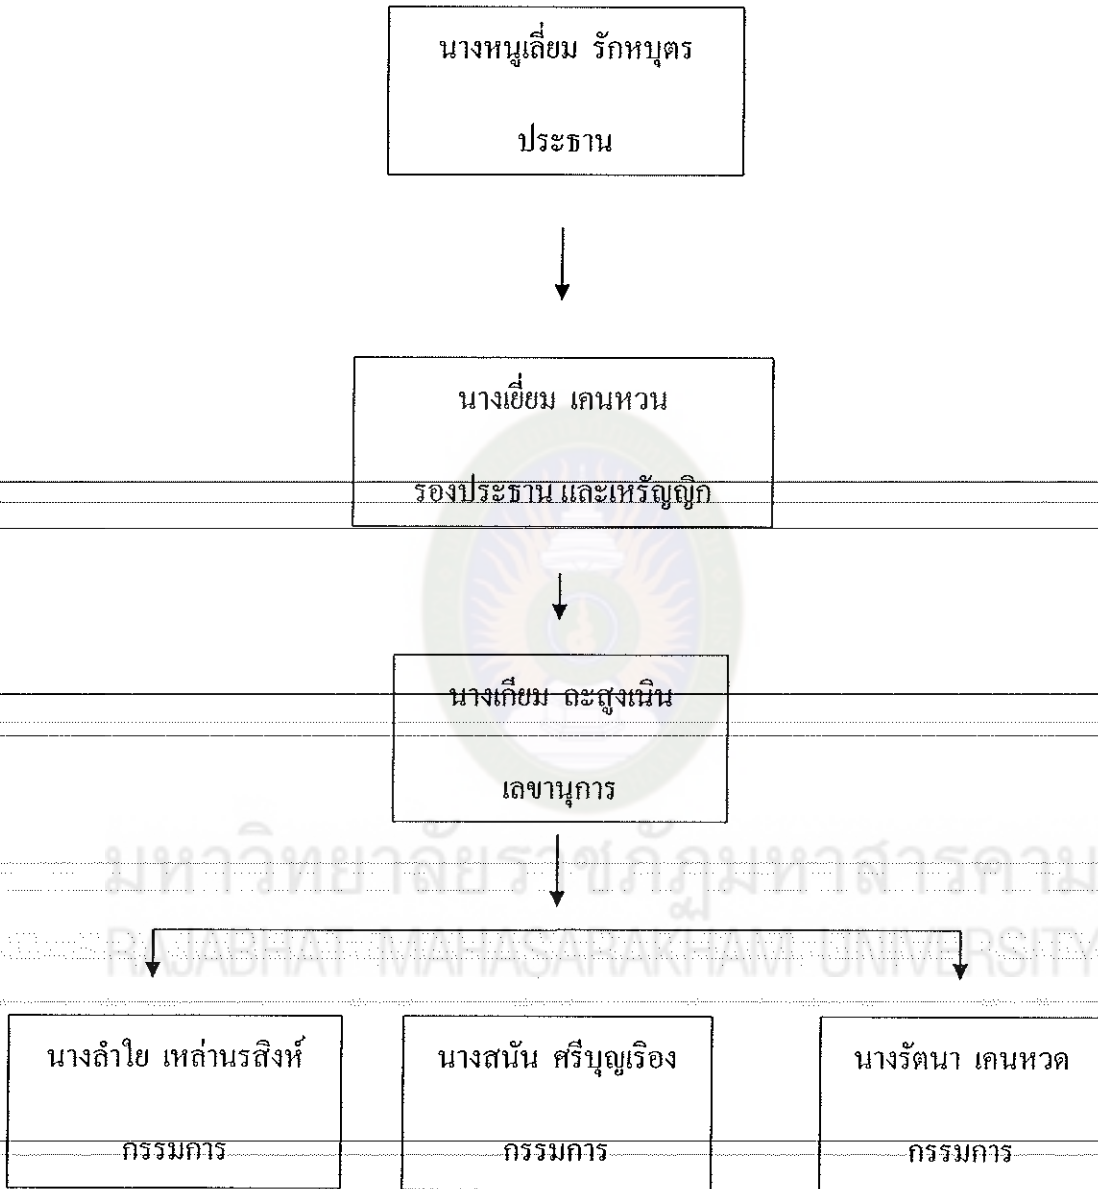 นางหนูเลี่ยม รักหบุตร
ประธาน
นางเยี่ยม เคนหวน
รองประธาน และเหรัญญิก
นางเกียม ถะสูงเนิน
เลขานุการ
มหาวิทยาลัยราชภัฏมหาสารคาม
RAJABHAT MAHASARAKHAM UNIVERSITY
นางลำใย เหล่านรสิงห์
นางสนัน ศรีบุญเริอง
นางรัตนา เคนหวด
กรรมการ
กรรมการ
กรรมการ